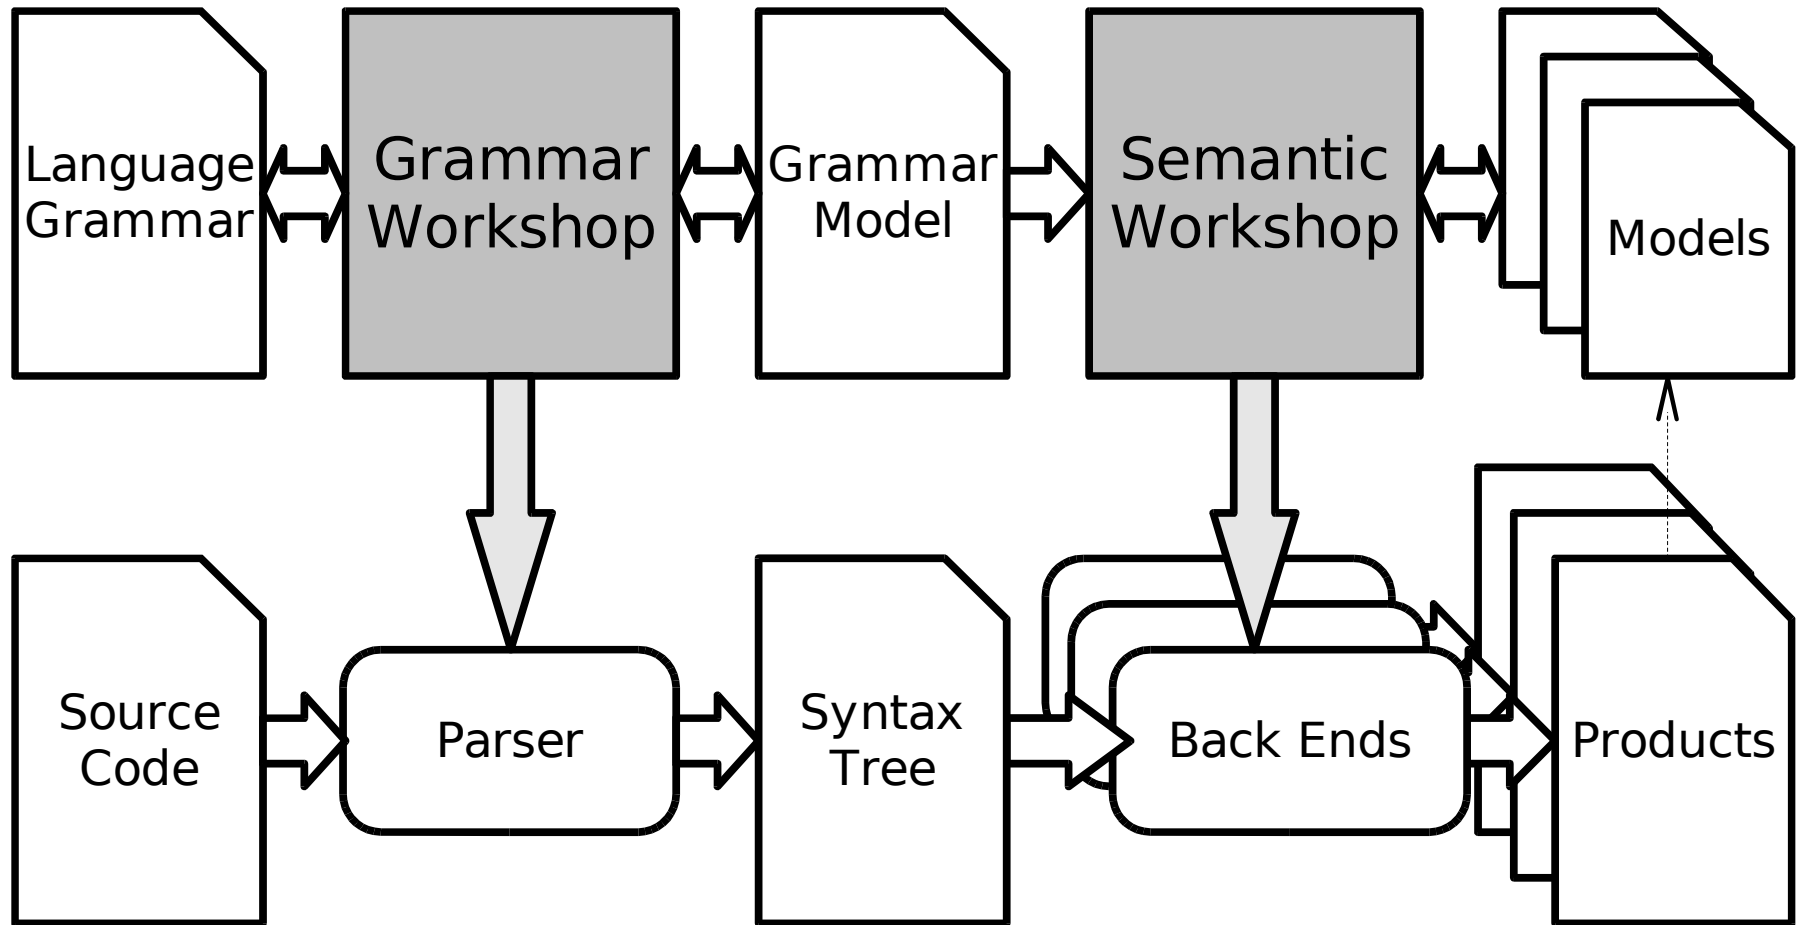 Language
Grammar
Grammar
Workshop
Grammar
Model
Semantic
Workshop
Models
Source
Code
Parser
Syntax
Tree
Back Ends
Products